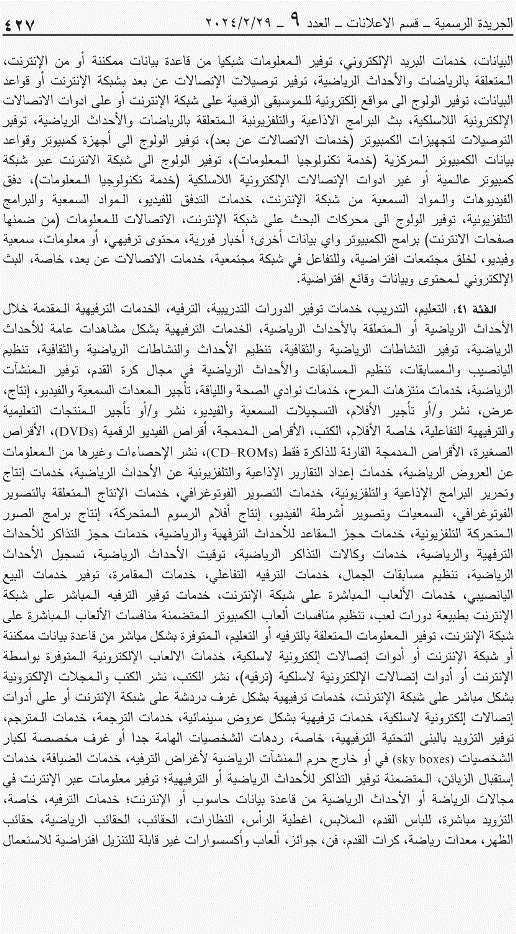 الجريدة الرسمية ــ قسم الاعلانات ــ العدد ٩ ــ ٢٠٢٤/٢/٢٩
٤٢٧
البيانات، خدمات البريد الإلكتروني، توفير المعلومات شبكيا من قاعدة بيانات ممكننة أو من الإنترنت،
المتعلقة بالرياضات والأحداث الرياضية، توفير توصيلات الإتصالات عن بعد بشبكة الإنترنت أو قواعد
البيانات، توفير الولوج الى مواقع إلكترونية للموسيقى الرقمية على شبكة الإنترنت أو على ادوات الاتصالات
الإلكترونية اللاسلكية، بث البرامج الاذاعية والتلفزيونية المتعلقة بالرياضات والأحداث الرياضية، توفير
التوصيلات لتجهيزات الكمبيوتر (خدمات الاتصالات عن بعد)، توفير الولوج الى أجهزة كمبيوتر وقواعد
بيانات الكمبيوتر المركزية (خدمة تكنولوجيا المعلومات)، توفير الولوج الى شبكة الانترنت عبر شبكة
كمبيوتر عالمية أو غير ادوات الإتصالات الإلكترونية اللاسلكية (خدمة تكنولوجيا المعلومات)، دفق
الفيديوهات والمواد السمعية من شبكة الإنترنت، خدمات التدفق للفيديو، المواد السمعية والبرامج
التلفزيونية، توفير الولوج الى محركات البحث على شبكة الإنترنت، الاتصالات للمعلومات (من ضمنها
صفحات الانترنت) برامج الكمبيوتر واي بيانات أخرى؛ أخبار فورية، محتوى ترفيهي، أو معلومات، سمعية
وفيديو، لخلق مجتمعات افتراضية، وللتفاعل في شبكة مجتمعية، خدمات الاتصالات عن بعد، خاصة، البث
الإلكتروني لمحتوى وبيانات وقائع افتراضية.
الفئة ٤١: التعليم، التدريب، خدمات توفير الدورات التدريبية، الترفيه، الخدمات الترفيهية المقدمة خلال
الأحداث الرياضية أو المتعلقة بالأحداث الرياضية، الخدمات الترفيهية بشكل مشاهدات عامة للأحداث
الرياضية، توفير النشاطات الرياضية والثقافية، تنظيم الأحداث والنشاطات الرياضية والثقافية، تنظيم
اليانصيب والمسابقات، تنظيم المسابقات والأحداث الرياضية في مجال كرة القدم، توفير المنشآت
الرياضية، خدمات منتزهات المرح، خدمات نوادي الصحة واللياقة، تأجير المعدات السمعية والفيديو، إنتاج،
عرض، نشر و/أو تأجير الأفلام، التسجيلات السمعية والفيديو، نشر و/أو تأجير المنتجات التعليمية
والترفيهية التفاعلية، خاصة الأفلام، الكتب، الأقراص المدمجة، أقراص الفيديو الرقمية (DVDs)، الأقراص
الصغيرة، الأقراص المدمجة القارئة للذاكرة فقط (CD–ROMs)، نشر الإحصاءات وغيرها من المعلومات
عن العروض الرياضية، خدمات إعداد التقارير الإذاعية والتلفزيونية عن الأحداث الرياضية، خدمات إنتاج
وتحرير البرامج الإذاعية والتلفزيونية، خدمات التصوير الفوتوغرافي، خدمات الإنتاج المتعلقة بالتصوير
الفوتوغرافي، السمعيات وتصوير أشرطة الفيديو، إنتاج أفلام الرسوم المتحركة، إنتاج برامج الصور
المتحركة التلفزيونية، خدمات حجز المقاعد للأحداث الترفهية والرياضية، خدمات حجز التذاكر للأحداث
الترفهية والرياضية، خدمات وكالات التذاكر الرياضية، توقيت الأحداث الرياضية، تسجيل الأحداث
الرياضية، تنظيم مسابقات الجمال، خدمات الترفيه التفاعلي، خدمات المقامرة، توفير خدمات البيع
اليانصيبي، خدمات الألعاب المباشرة على شبكة الإنترنت، خدمات توفير الترفيه المباشر على شبكة
الإنترنت بطبيعة دورات لعب، تنظيم منافسات ألعاب الكمبيوتر المتضمنة منافسات الألعاب المباشرة على
شبكة الإنترنت، توفير المعلومات المتعلقة بالترفيه أو التعليم، المتوفرة بشكل مباشر من قاعدة بيانات ممكننة
أو شبكة الإنترنت أو أدوات إتصالات إلكترونية لاسلكية، خدمات الالعاب الإلكترونية المتوفرة بواسطة
الإنترنت أو أدوات إتصالات الإلكترونية لاسلكية (ترفيه)، نشر الكتب، نشر الكتب والمجلات الإلكترونية
بشكل مباشر على شبكة الإنترنت، خدمات ترفيهية بشكل غرف دردشة على شبكة الإنترنت أو على أدوات
إتصالات إلكترونية لاسلكية، خدمات ترفيهية بشكل عروض سينمائية، خدمات الترجمة، خدمات المترجم،
توفير التزويد بالبنى التحتية الترفيهية، خاصة، ردهات الشخصيات الهامة جدا أو غرف مخصصة لكبار
الشخصيات (sky boxes) في أو خارج حرم المنشآت الرياضية لأغراض الترفيه، خدمات الضيافة، خدمات
إستقبال الزبائن، المتضمنة توفير التذاكر للأحداث الرياضية أو الترفيهية؛ توفير معلومات عبر الإنترنت في
مجالات الرياضة أو الأحداث الرياضية من قاعدة بيانات حاسوب أو الإنترنت؛ خدمات الترفيه، خاصة،
التزويد مباشرة، للباس القدم، الملابس، اغطية الرأس، النظارات، الحقائب، الحقائب الرياضية، حقائب
الظهر، معدات رياضة، كرات القدم، فن، جوائز، ألعاب وأكسسوارات غير قابلة للتنزيل افتراضية للاستعمال